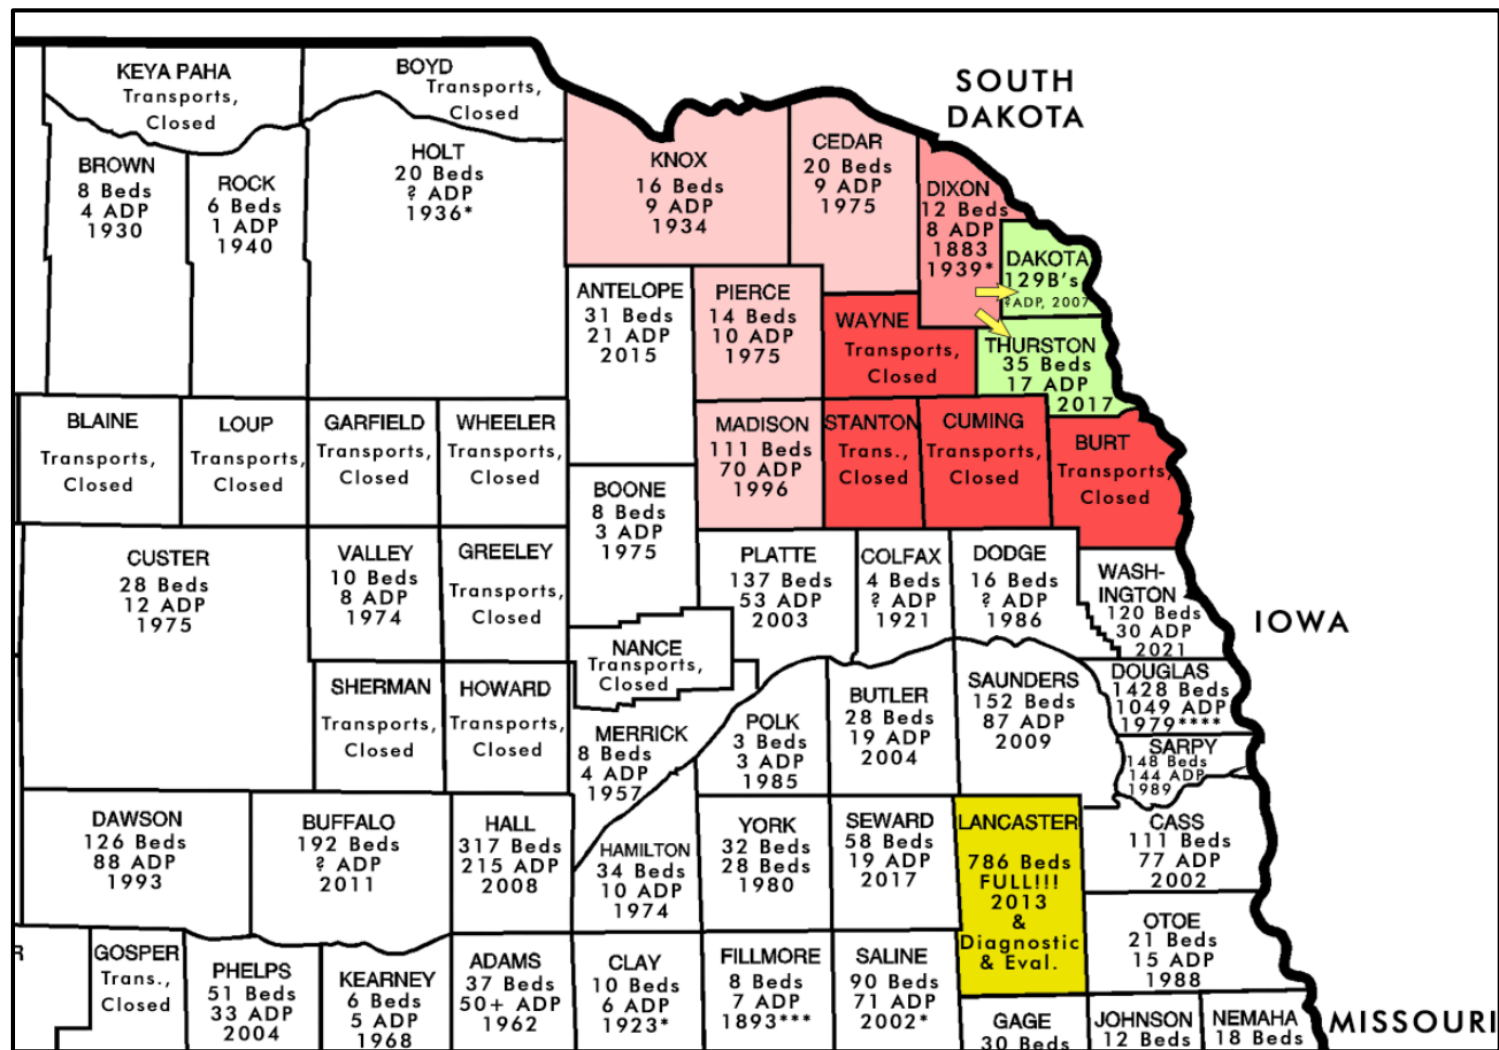 KEYA PAHA
Transports,
Closed
BOYD
Transports,
Closed
SOUTH
DAKOTA
BROWN
8 Beds
4 ADP
1930
ROCK
6 Beds
1 ADP
1940
HOLT
20 Beds
? ADP
1936*
KNOX
16 Beds
9 ADP
1934
CEDAR
20 Beds
9 ADP
1975
DIXON
12 Beds
8 ADP
1883
1939*
DAKOTA
129B's
?ADP, 2007
ANTELOPE
31 Beds
21 ADP
2015
PIERCE
14 Beds
10 ADP
1975
WAYNE
Transports,
Closed
THURSTON
35 Beds
17 ADP
2017
BLAINE
Transports,
Closed
LOUP
Transports,
Closed
GARFIELD
Transports,
Closed
WHEELER
Transports,
Closed
MADISON
111 Beds
70 ADP
1996
STANTON
Trans.,
Closed
CUMING
Transports,
Closed
BURT
Transports,
Closed
BOONE
8 Beds
3 ADP
1975
CUSTER
28 Beds
12 ADP
1975
VALLEY
10 Beds
8 ADP
1974
GREELEY
Transports,
Closed
PLATTE
137 Beds
53 ADP
2003
COLFAX
4 Beds
? ADP
1921
DODGE
16 Beds
? ADP
1986
WASH-
INGTON
120 Beds
30 ADP
2021
IOWA
NANCE
Transports,
Closed
SHERMAN
Transports,
Closed
HOWARD
Transports,
Closed
MERRICK
8 Beds
4 ADP
1957
POLK
3 Beds
3 ADP
1985
BUTLER
28 Beds
19 ADP
2004
SAUNDERS
152 Beds
87 ADP
2009
DOUGLAS
1428 Beds
1049 ADP
1979****
SARPY
148 Beds
144 ADP
1989
DAWSON
126 Beds
88 ADP
1993
BUFFALO
192 Beds
? ADP
2011
HALL
317 Beds
215 ADP
2008
HAMILTON
34 Beds
10 ADP
1974
YORK
32 Beds
28 Beds
1980
SEWARD
58 Beds
19 ADP
2017
LANCASTER
786 Beds
FULL!!!
2013
&
Diagnostic
& Eval.
CASS
111 Beds
77 ADP
2002
OTOE
21 Beds
15 ADP
1988
R
GOSPER
Trans.,
Closed
PHELPS
51 Beds
33 ADP
2004
KEARNEY
6 Beds
5 ADP
1968
ADAMS
37 Beds
50+ ADP
1962
CLAY
10 Beds
6 ADP
1923*
FILLMORE
8 Beds
7 ADP
1893***
SALINE
90 Beds
71 ADP
2002*
GAGE
30 Beds
JOHNSON
12 Beds
NEMAHA
18 Beds
MISSOURI